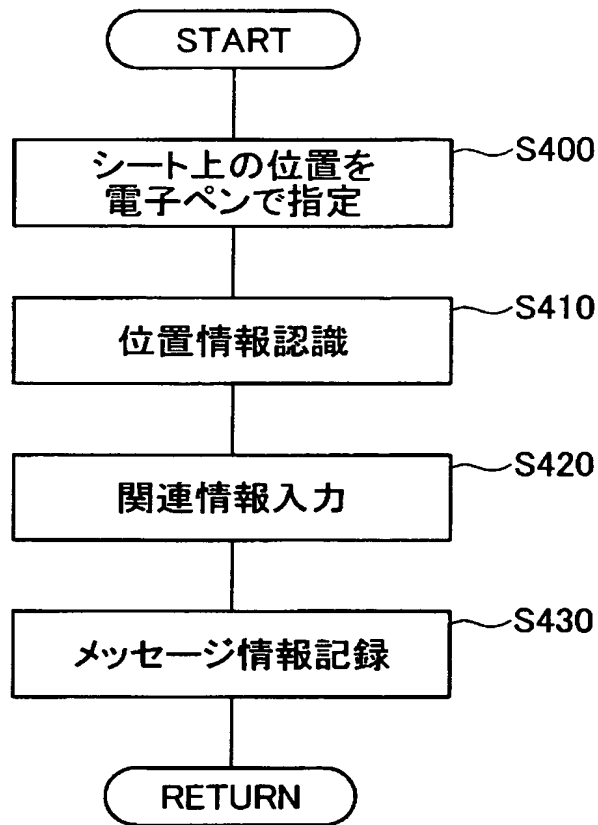 START
シート上の位置を
電子ペンで指定
S400
位置情報認識
S410
関連情報入力
S420
メッセージ情報記録
S430
RETURN